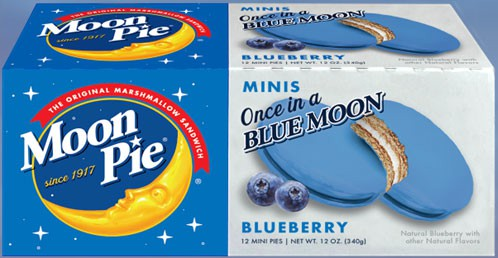 THE ORIGINAL MARSHMALLOW SANDWICH
Moon
Pie
®
since 1917
MINIS
Once in a
BLUE MOON
BLUEBERRY
12 MINI PIES | NET WT. 12 OZ. (340g)
Natural Blueberry with
other Natural Flavors
THE ORIGINAL MARSHMALLOW SANDWICH
Moon
Pie
®
since 1917
MINIS
Once in a
BLUE MOON
BLUEBERRY
12 MINI PIES | NET WT. 12 OZ. (340g)
Natural Blueberry with
other Natural Flavors